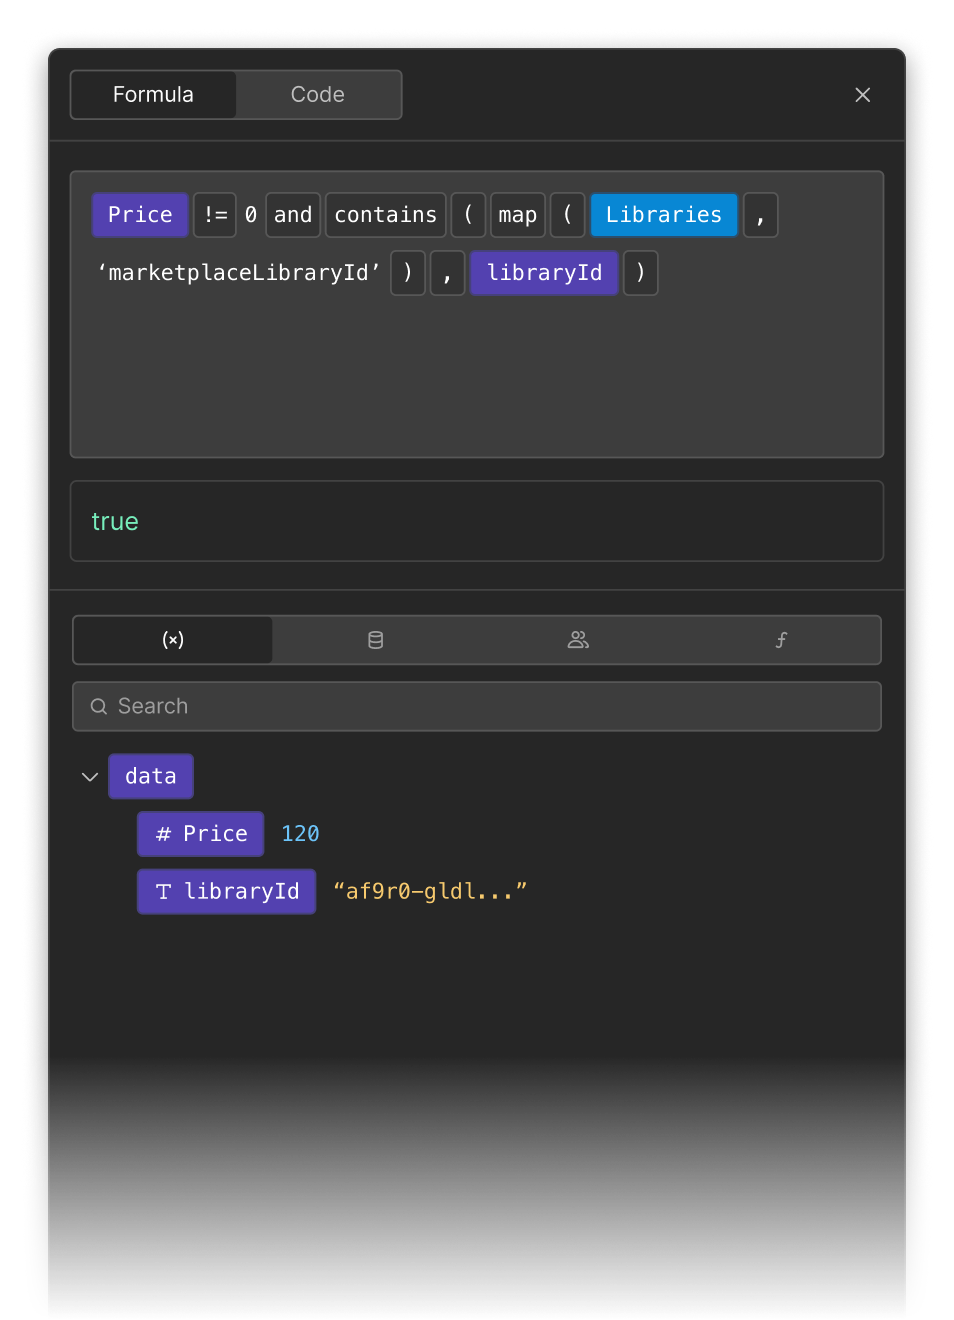 Formula Code
Price != 0 and contains ( map ( Libraries ,
‘marketplaceLibraryId’ ) , libraryId )
true
(×)
Search
data
# Price 120
T libraryId “af9r0-gldl...”